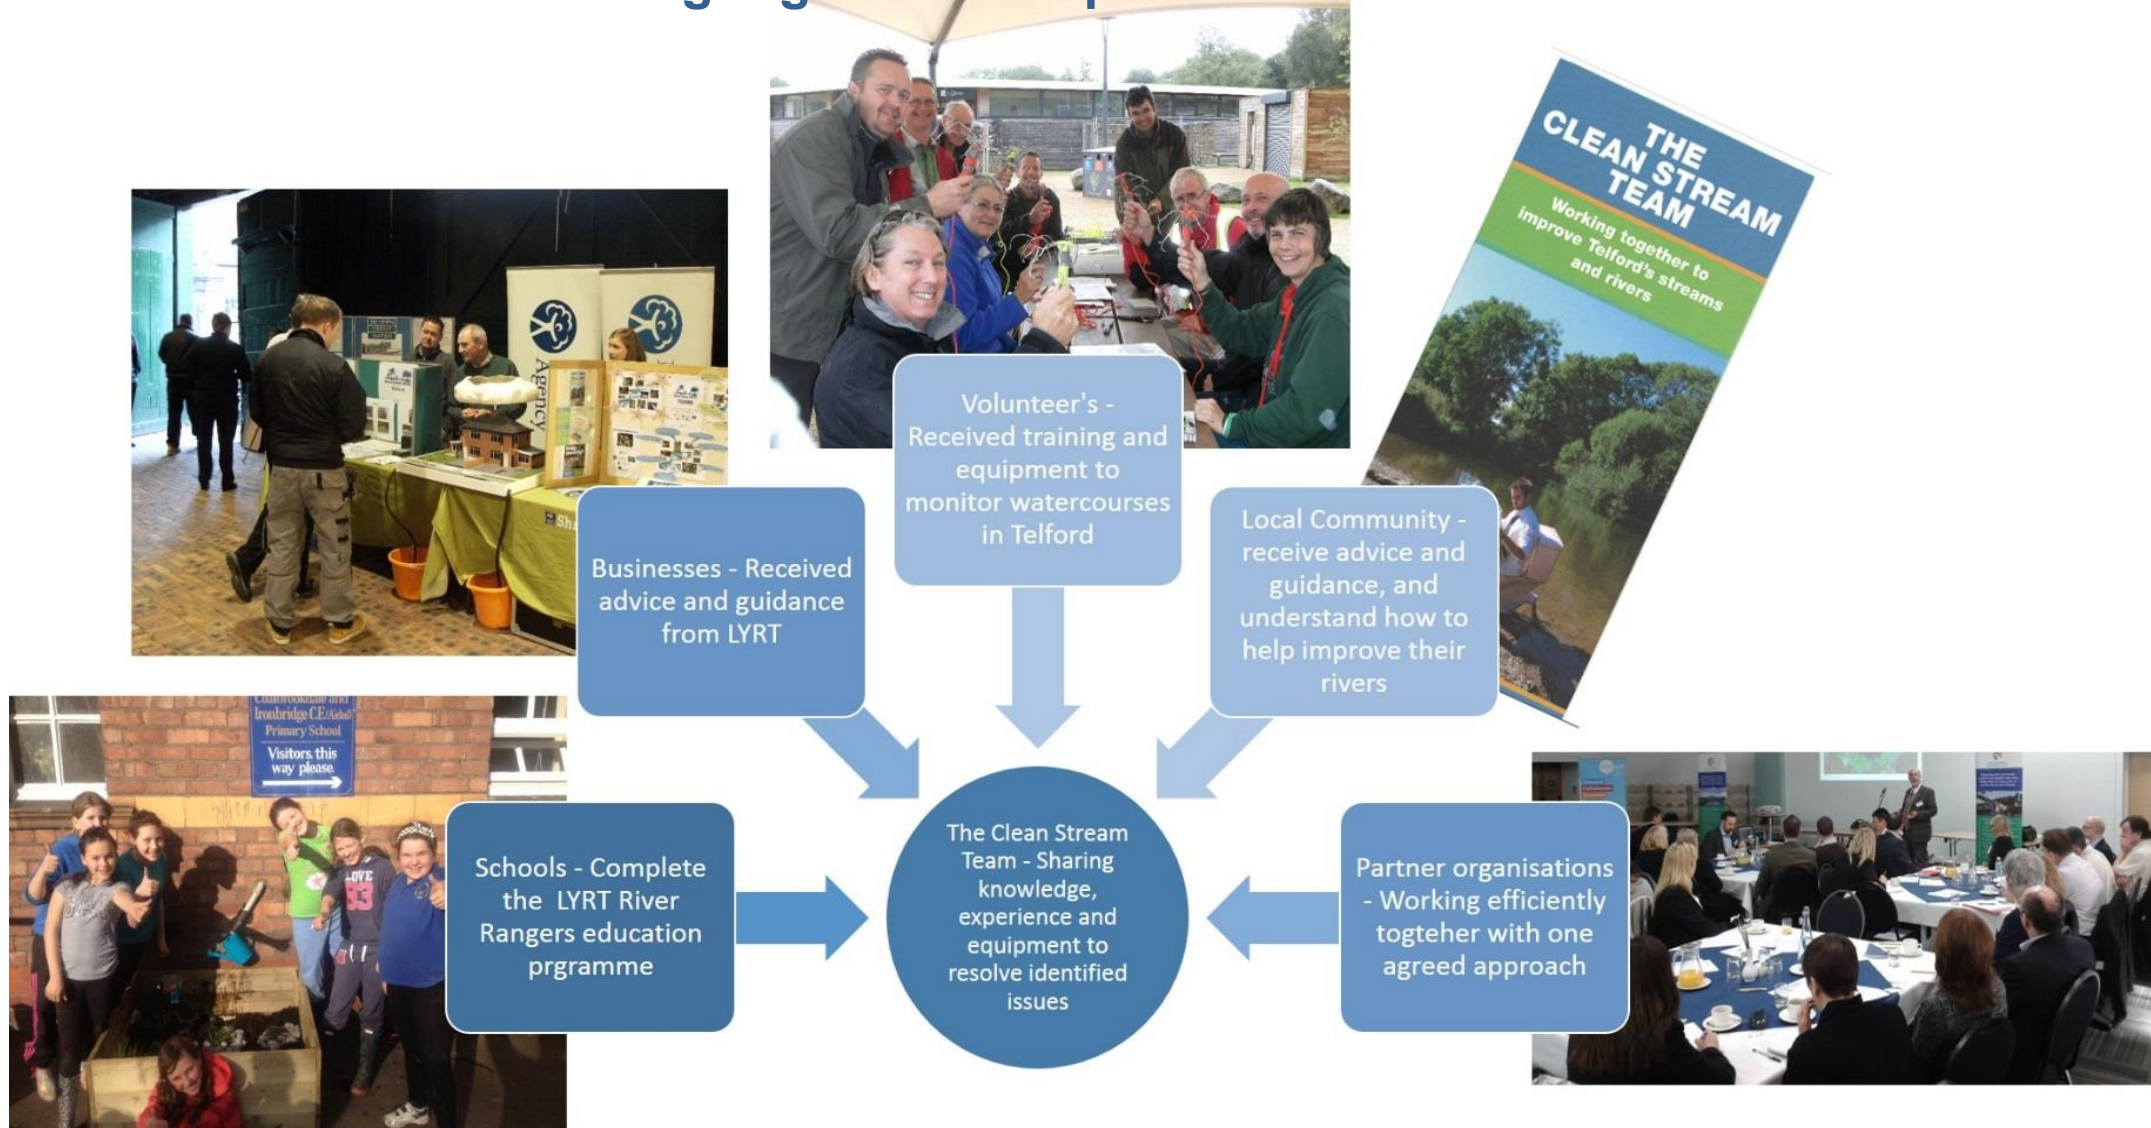 THE
CLEAN STREAM
TEAM
Working together to
improve Telford's streams
and rivers
Agency
Volunteer's -
Received training and
equipment to
monitor watercourses
in Telford
Businesses - Received
advice and guidance
from LYRT
Local Community -
receive advice and
guidance, and
understand how to
help improve their
rivers
Coalbrookdale and
Ironbridge C.E. (Aided)
Primary School
Visitors this
way please
Schools - Complete
the LYRT River
Rangers education
prgramme
The Clean Stream
Team - Sharing
knowledge,
experience and
equipment to
resolve identified
issues
Partner organisations
- Working efficiently
togteher with one
agreed approach